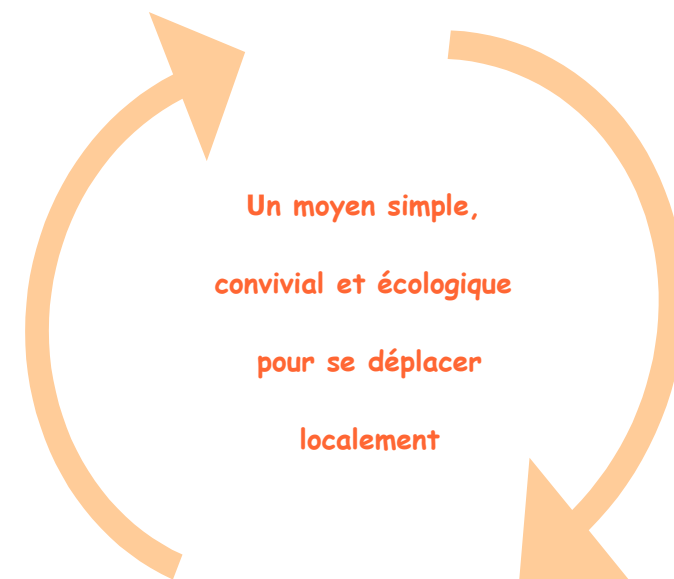 Un moyen simple,
convivial et écologique
pour se déplacer
localement